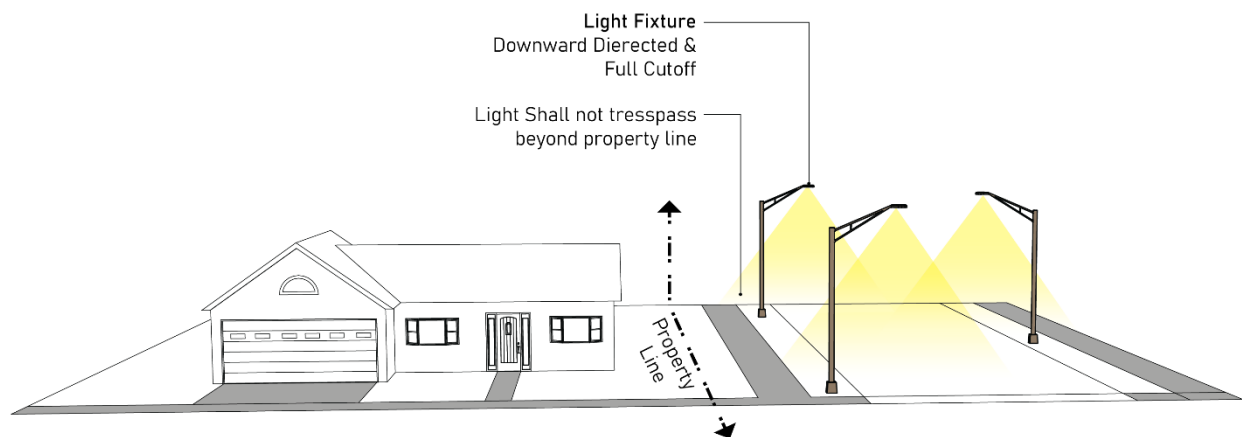 Light Fixture
Downward Dierected &
Full Cutoff
Light Shall not tresspass
beyond property line
Property
Line